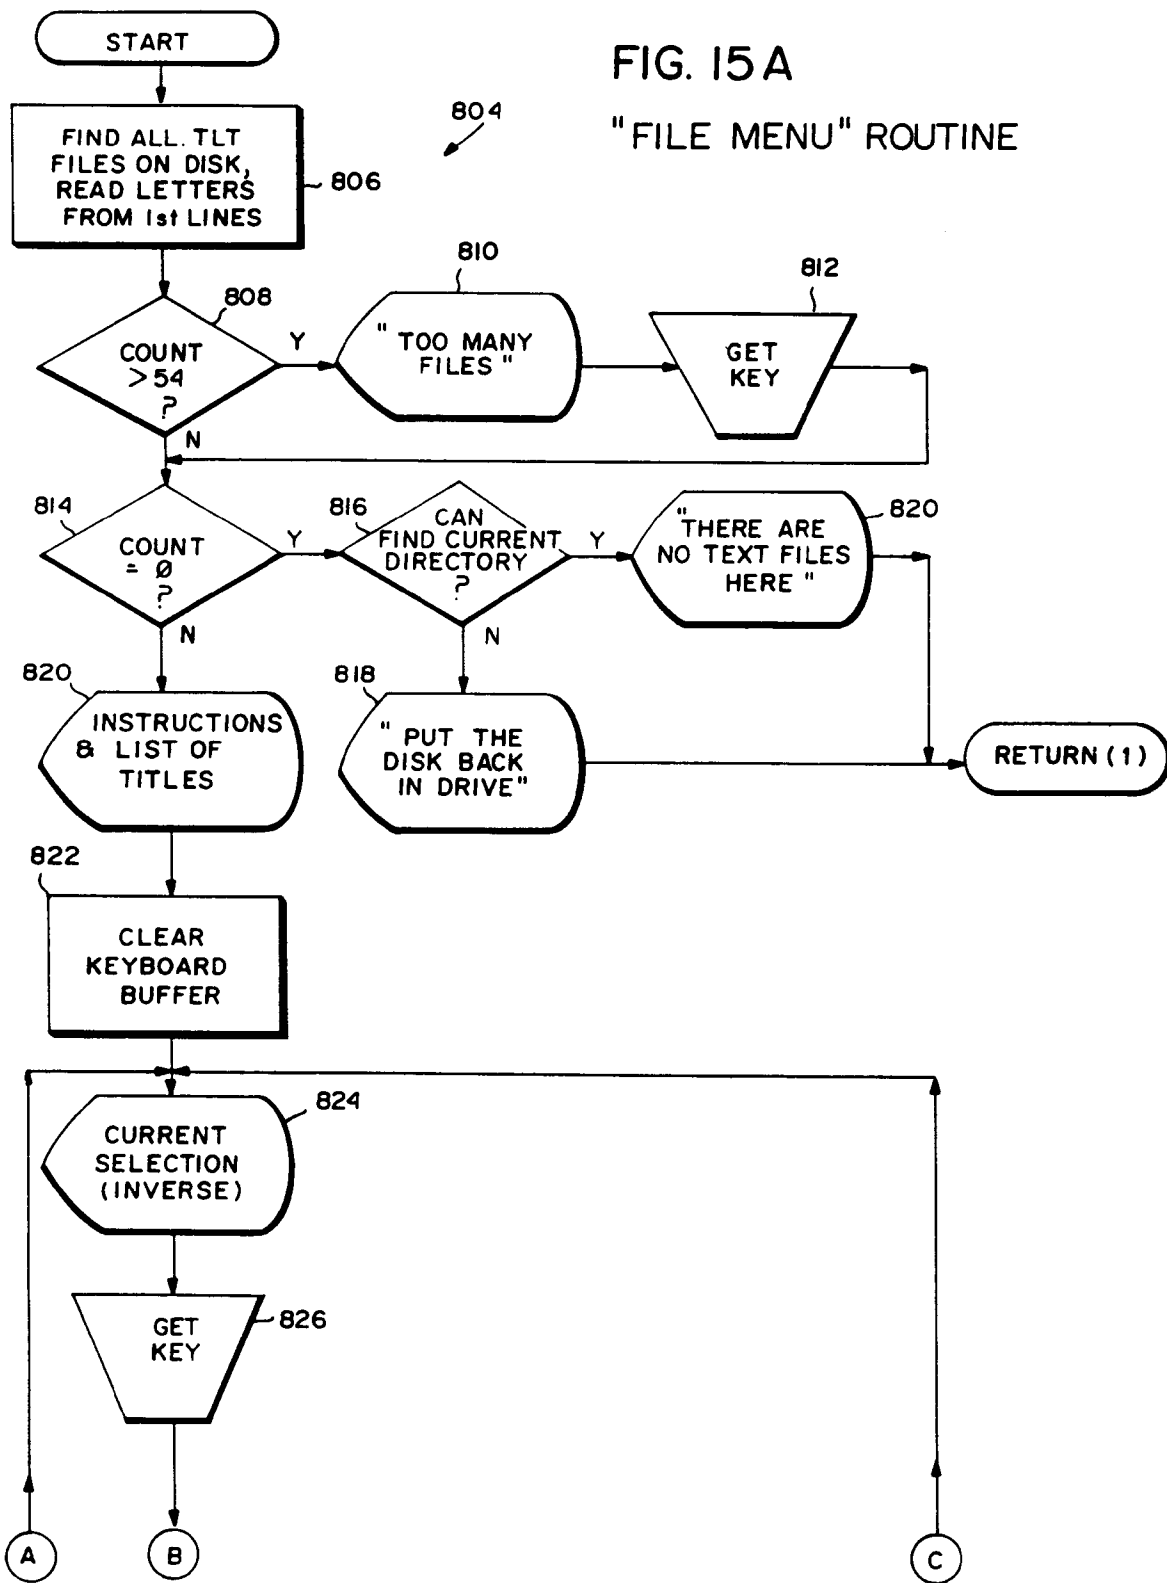 START
FIG. 15A
"FILE MENU" ROUTINE
804
FIND ALL. TLT
FILES ON DISK,
READ LETTERS
FROM 1st LINES
806
808
COUNT
>54
?
Y
N
810
" TOO MANY
FILES "
812
GET
KEY
814
COUNT
= Ø
?
Y
N
816
CAN
FIND CURRENT
DIRECTORY
?
Y
N
820
"THERE ARE
NO TEXT FILES
HERE "
820
INSTRUCTIONS
& LIST OF
TITLES
818
" PUT THE
DISK BACK
IN DRIVE"
RETURN (1)
822
CLEAR
KEYBOARD
BUFFER
824
CURRENT
SELECTION
(INVERSE)
GET
KEY
826
A
B
C